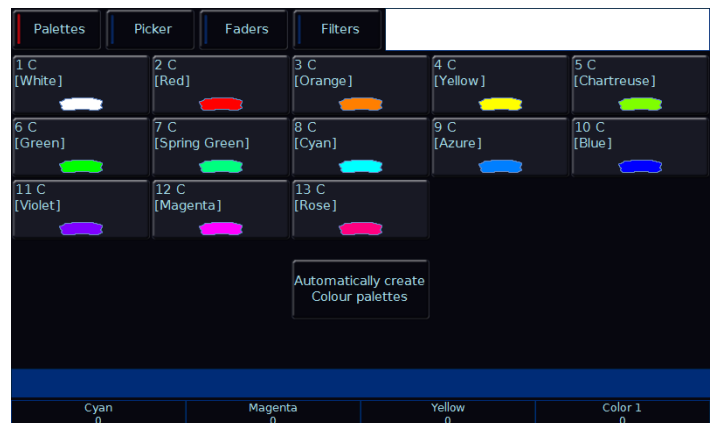 Palettes Picker Faders Filters
1 C 2 C 3 C 4 C 5 C
[White] [Red] [Orange] [Yellow] [Chartreuse]
6 C 7 C 8 C 9 C 10 C
[Green] [Spring Green] [Cyan] [Azure] [Blue]
11 C 12 C 13 C
[Violet] [Magenta] [Rose]
Automatically create
Colour palettes
Cyan Magenta Yellow Color 1
0 0 0 0